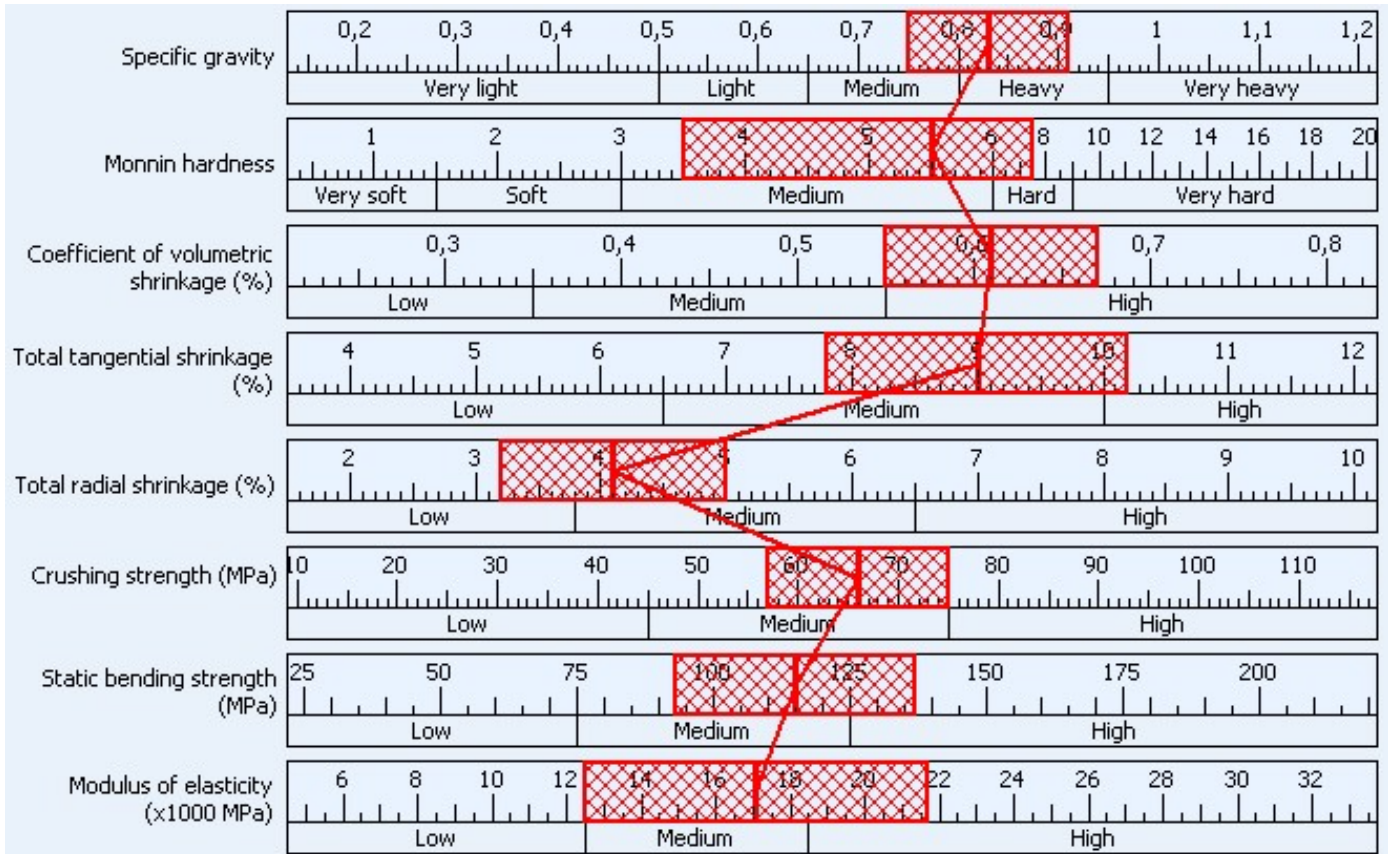 0,2 0,3 0,4 0,5 0,6 0,7 0,8 0,9 1 1,1 1,2
Specific gravity
Very light Light Medium Heavy Very heavy
1 2 3 4 5 6 8 10 12 14 16 18 20
Monnin hardness
Very soft Soft Medium Hard Very hard
0,3 0,4 0,5 0,6 0,7 0,8
Coefficient of volumetric
shrinkage (%)
Low Medium High
4 5 6 7 8 9 10 11 12
Total tangential shrinkage
(%)
Low Medium High
2 3 4 5 6 7 8 9 10
Total radial shrinkage (%)
Low Medium High
10 20 30 40 50 60 70 80 90 100 110
Crushing strength (MPa)
Low Medium High
25 50 75 100 125 150 175 200
Static bending strength
(MPa)
Low Medium High
6 8 10 12 14 16 18 20 22 24 26 28 30 32
Modulus of elasticity
(x1000 MPa)
Low Medium High